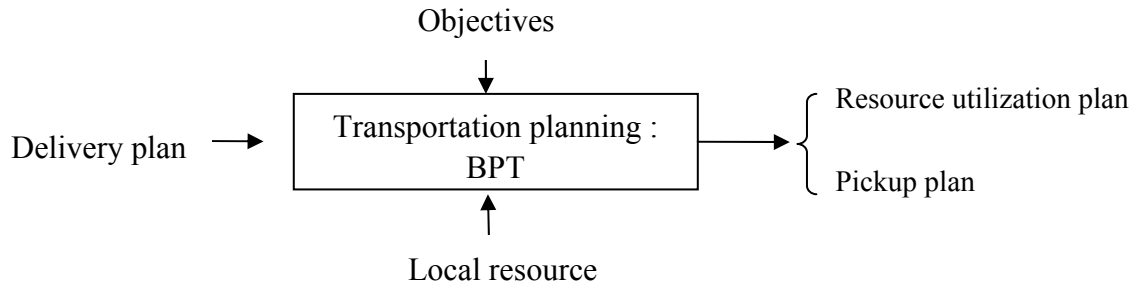 Objectives
Delivery plan
Transportation planning :
BPT
Resource utilization plan
Pickup plan
Local resource